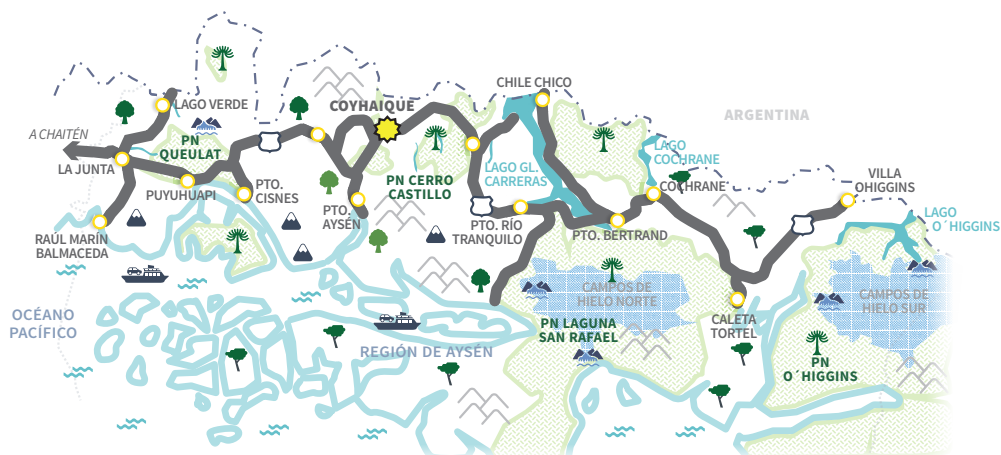 CHILE CHICO
LAGO VERDE
COYHAIQUE
ARGENTINA
A CHAITÉN
PN
QUEULAT
LAGO
COCHRANE
LA JUNTA
LAGO GL.
CARRERAS
VILLA
OHIGGINS
PUYUHUAPI
PTO.
CISNES
PN CERRO
CASTILLO
COCHRANE
PTO.
AYSÉN
LAGO
O´HIGGINS
RAÚL MARÍN
BALMACEDA
PTO. RÍO
TRANQUILO
PTO. BERTRAND
CAMPOS DE
HIELO NORTE
CAMPOS DE
HIELO SUR
OCÉANO
PACÍFICO
PN LAGUNA
SAN RAFAEL
CALETA
TORTEL
REGIÓN DE AYSÉN
PN
O´HIGGINS